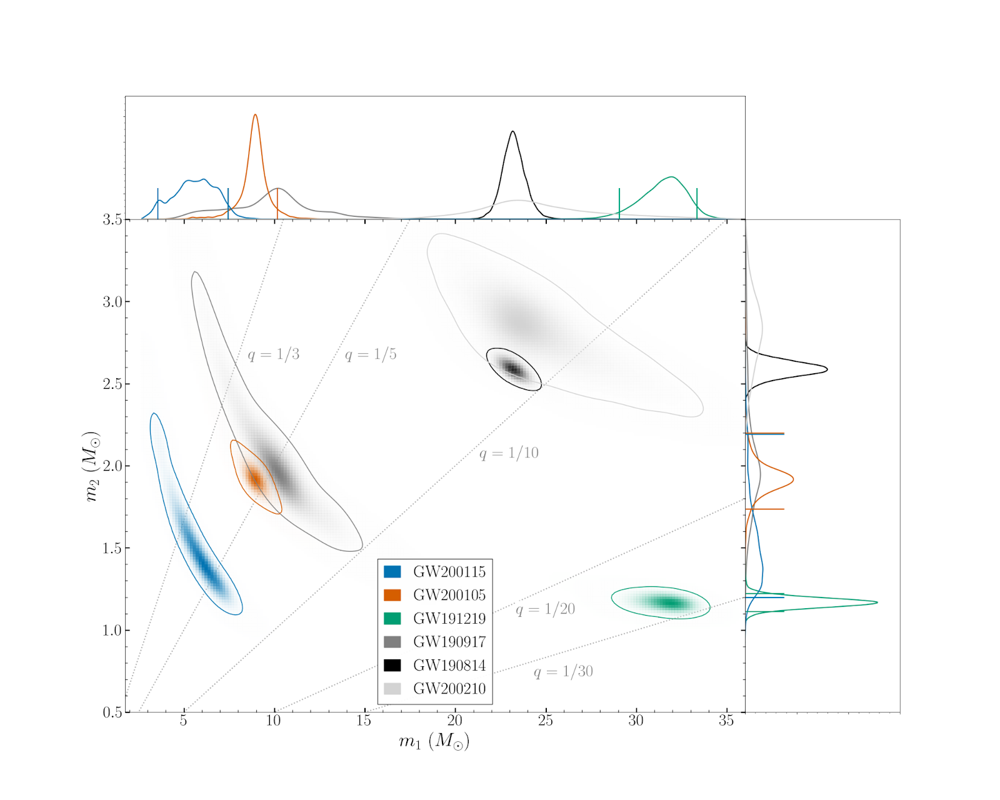 3.5
3.0
q = 1/3
q = 1/5
2.5
m₂ (M☉)
2.0
q = 1/10
1.5
GW200115
GW200105
GW191219
GW190917
GW190814
GW200210
q = 1/20
1.0
q = 1/30
0.5
5 10 15 20 25 30 35
m₁ (M☉)